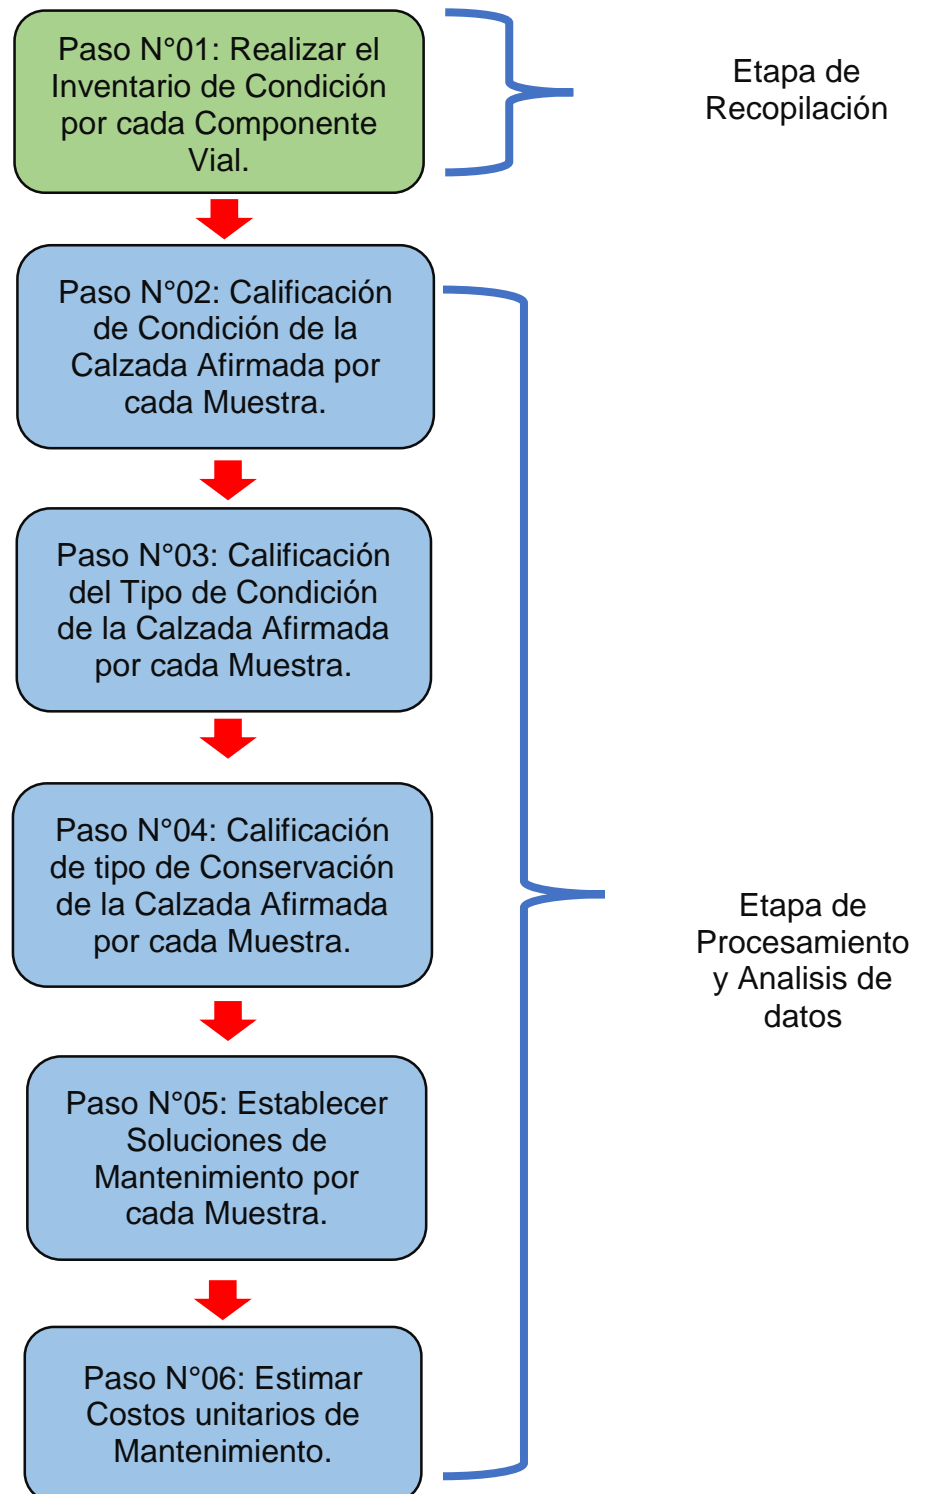 Paso N°01: Realizar el
Inventario de Condición
por cada Componente
Vial.
Etapa de
Recopilación
Paso N°02: Calificación
de Condición de la
Calzada Afirmada por
cada Muestra.
Paso N°03: Calificación
del Tipo de Condición
de la Calzada Afirmada
por cada Muestra.
Paso N°04: Calificación
de tipo de Conservación
de la Calzada Afirmada
por cada Muestra.
Paso N°05: Establecer
Soluciones de
Mantenimiento por
cada Muestra.
Paso N°06: Estimar
Costos unitarios de
Mantenimiento.
Etapa de
Procesamiento
y Analisis de
datos